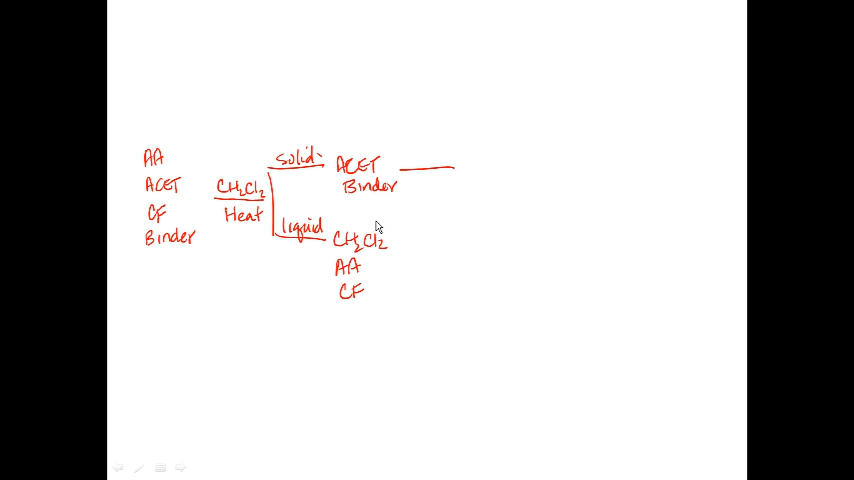 AA
ACET
CF
Binder
CH2Cl2
Heat
solid
liquid
ACET
Binder
CH2Cl2
AA
CF